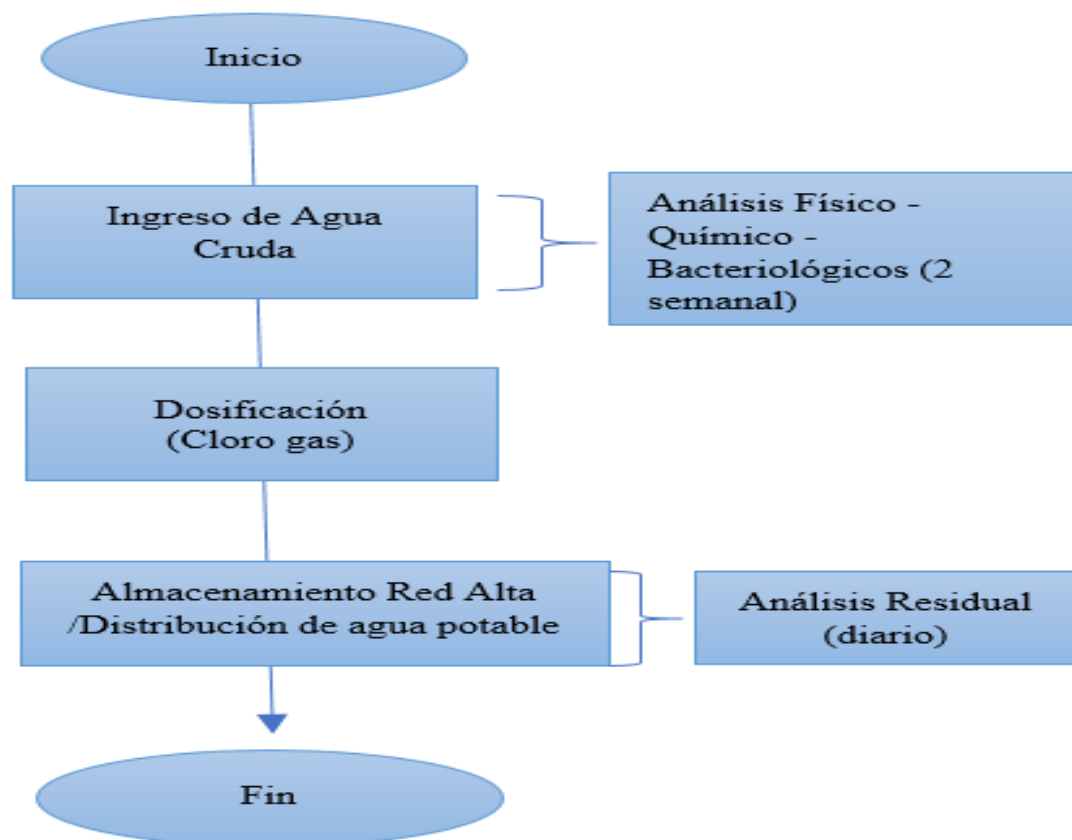 Inicio
Ingreso de Agua
Cruda
Análisis Físico -
Químico -
Bacteriológicos (2
semanal)
Dosificación
(Cloro gas)
Almacenamiento Red Alta
/Distribución de agua potable
Análisis Residual
(diario)
Fin